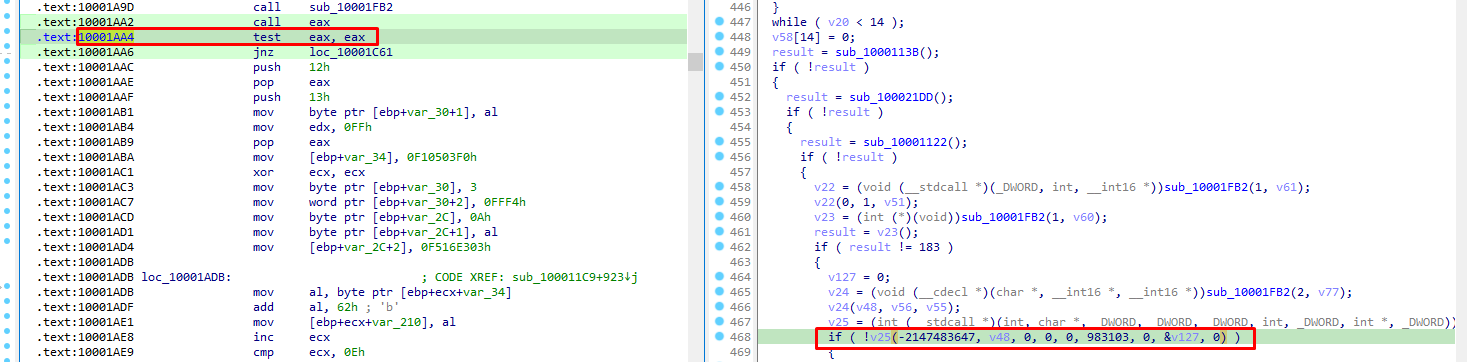 .text:10001A9D call sub_10001FB2
.text:10001AA2 call eax
.text:10001AA4 test eax, eax
.text:10001AA6 jnz loc_10001C61
.text:10001AAC push 12h
.text:10001AAE pop eax
.text:10001AAF push 13h
.text:10001AB1 mov byte ptr [ebp+var_30+1], al
.text:10001AB4 mov edx, 0FFh
.text:10001AB9 pop eax
.text:10001ABA mov [ebp+var_34], 0F10503F0h
.text:10001AC1 xor ecx, ecx
.text:10001AC3 mov byte ptr [ebp+var_30], 3
.text:10001AC7 mov word ptr [ebp+var_30+2], 0FFF4h
.text:10001ACD mov byte ptr [ebp+var_2C], 0Ah
.text:10001AD1 mov byte ptr [ebp+var_2C+1], al
.text:10001AD4 mov [ebp+var_2C+2], 0F516E303h
.text:10001ADB
.text:10001ADB loc_10001ADB: ; CODE XREF: sub_100011C9+923↓j
.text:10001ADB mov al, byte ptr [ebp+ecx+var_34]
.text:10001ADF add al, 62h ; 'b'
.text:10001AE1 mov [ebp+ecx+var_210], al
.text:10001AE8 inc ecx
.text:10001AE9 cmp ecx, 0Eh
446 }
447 while ( v20 < 14 );
448 v58[14] = 0;
449 result = sub_1000113B();
450 if ( !result )
451 {
452 result = sub_100021DD();
453 if ( !result )
454 {
455 result = sub_10001122();
456 if ( !result )
457 {
458 v22 = (void (__stdcall *)(_DWORD, int, __int16 *))sub_10001FB2(1, v61);
459 v22(0, 1, v51);
460 v23 = (int (*)(void))sub_10001FB2(1, v60);
461 result = v23();
462 if ( result != 183 )
463 {
464 v127 = 0;
465 v24 = (void (__cdecl *)(char *, __int16 *, __int16 *))sub_10001FB2(2, v77);
466 v24(v48, v56, v55);
467 v25 = (int (__stdcall *)(int, char *, _DWORD, _DWORD, _DWORD, int, _DWORD, int *, _DWORD))
468 if ( !v25(-2147483647, v48, 0, 0, 0, 983103, 0, &v127, 0) )
469 {